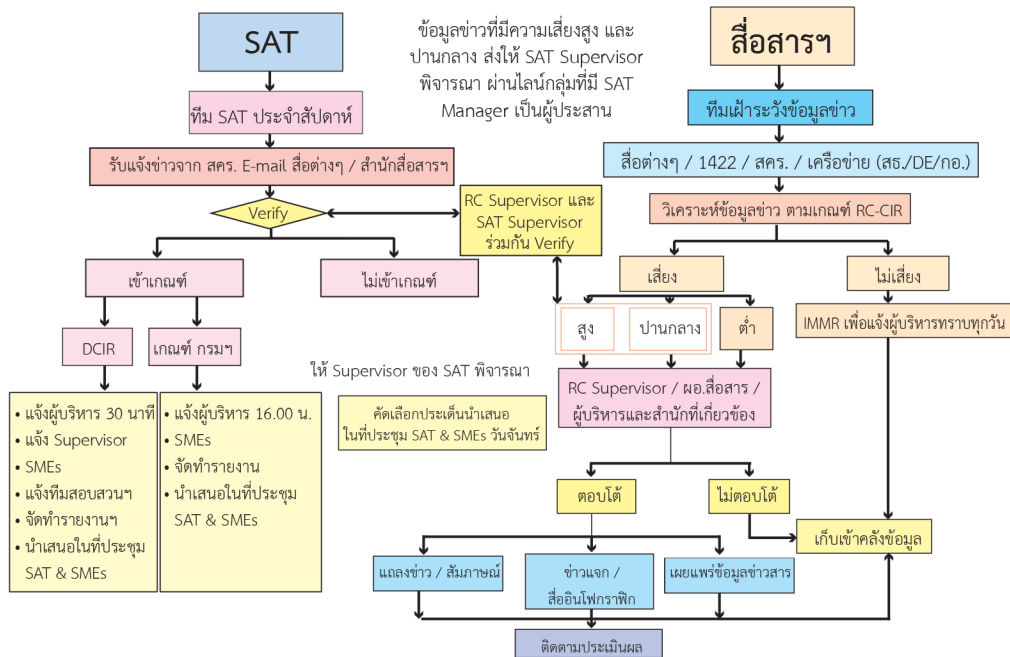 SAT
ทีม SAT ประจำสัปดาห์
รับแจ้งข่าวจาก สคร. E-mail สื่อต่างๆ / สำนักสื่อสารฯ
Verify
เข้าเกณฑ์
ไม่เข้าเกณฑ์
DCIR
เกณฑ์ กรมฯ
• แจ้งผู้บริหาร 30 นาที
• แจ้ง Supervisor
• SMEs
• แจ้งทีมสอบสวนฯ
• จัดทำรายงานฯ
• นำเสนอในที่ประชุม
SAT & SMEs
• แจ้งผู้บริหาร 16.00 น.
• SMEs
• จัดทำรายงาน
• นำเสนอในที่ประชุม
SAT & SMEs
ข้อมูลข่าวที่มีความเสี่ยงสูง และ
ปานกลาง ส่งให้ SAT Supervisor
พิจารณา ผ่านไลน์กลุ่มที่มี SAT
Manager เป็นผู้ประสาน
RC Supervisor และ
SAT Supervisor
ร่วมกัน Verify
ให้ Supervisor ของ SAT พิจารณา
คัดเลือกประเด็นนำเสนอ
ในที่ประชุม SAT & SMEs วันจันทร์
สื่อสารฯ
ทีมเฝ้าระวังข้อมูลข่าว
สื่อต่างๆ / 1422 / สคร. / เครือข่าย (สธ./DE/กอ.)
วิเคราะห์ข้อมูลข่าว ตามเกณฑ์ RC-CIR
เสี่ยง
ไม่เสี่ยง
สูง
ปานกลาง
ต่ำ
IMMR เพื่อแจ้งผู้บริหารทราบทุกวัน
RC Supervisor / ผอ.สื่อสาร /
ผู้บริหารและสำนักที่เกี่ยวข้อง
ตอบโต้
ไม่ตอบโต้
เก็บเข้าคลังข้อมูล
แถลงข่าว / สัมภาษณ์
ข่าวแจก /
สื่ออินโฟกราฟิก
เผยแพร่ข้อมูลข่าวสาร
ติดตามประเมินผล